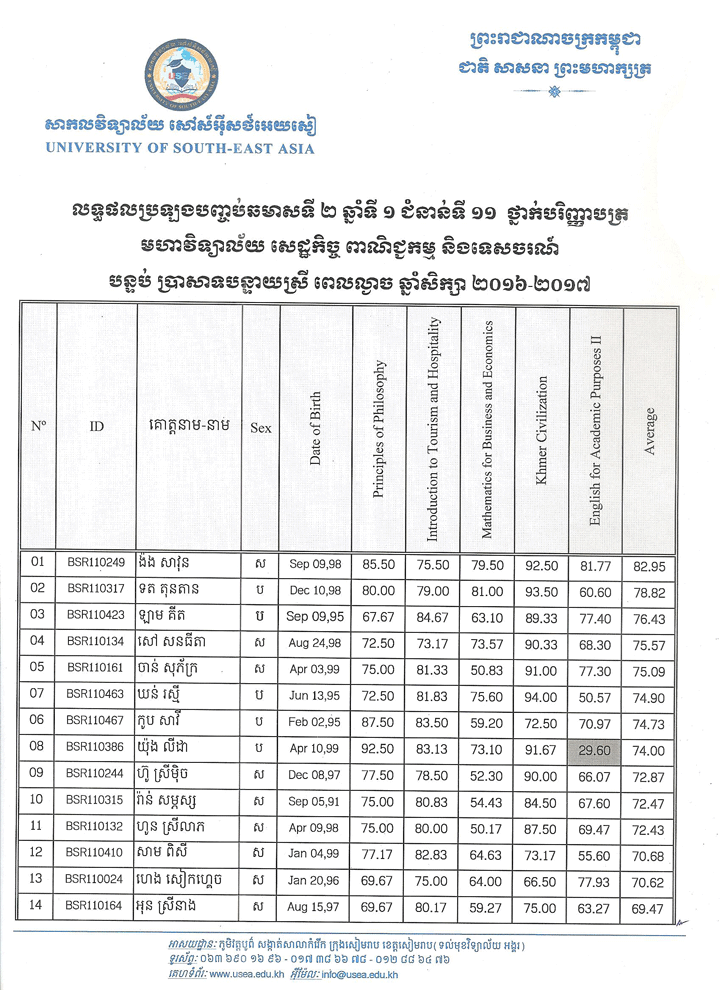 ព្រះរាជាណាចក្រកម្ពុជា
ជាតិ សាសនា ព្រះមហាក្សត្រ
USEA
សាកលវិទ្យាល័យ សៅស៍អ៊ីសថ៍អេយសៀ
UNIVERSITY OF SOUTH-EAST ASIA
លទ្ធផលប្រឡងបញ្ចប់ឆមាសទី ២ ឆ្នាំទី ១ ជំនាន់ទី ១១ ថ្នាក់បរិញ្ញាបត្រ
មហាវិទ្យាល័យ សេដ្ឋកិច្ច ពាណិជ្ជកម្ម និងទេសចរណ៍
បន្ទប់ ប្រាសាទបន្ទាយស្រី ពេលល្ងាច ឆ្នាំសិក្សា ២០១៦-២០១៧
Nº ID គោត្តនាម-នាម Sex Date of Birth Principles of Philosophy Introduction to Tourism and Hospitality Mathematics for Business and Economics Khmer Civilization English for Academic Purposes II Average
01 BSR110249 ង៉ង សាវុន ស Sep 09,98 85.50 75.50 79.50 92.50 81.77 82.95
02 BSR110317 ទត តុនតាន ប Dec 10,98 80.00 79.00 81.00 93.50 60.60 78.82
03 BSR110423 ឡាម គីត ប Sep 09,95 67.67 84.67 63.10 89.33 77.40 76.43
04 BSR110134 សៅ សនធីតា ស Aug 24,98 72.50 73.17 73.57 90.33 68.30 75.57
05 BSR110161 ចាន់ សុភ័ក្រ ស Apr 03,99 75.00 81.33 50.83 91.00 77.30 75.09
07 BSR110463 ឃន់ រស្មី ប Jun 13,95 72.50 81.83 75.60 94.00 50.57 74.90
06 BSR110467 កូប សាវី ប Feb 02,95 87.50 83.50 59.20 72.50 70.97 74.73
08 BSR110386 យ៉ុង លីដា ប Apr 10,99 92.50 83.13 73.10 91.67 29.60 74.00
09 BSR110244 ហ៊ូ ស្រីម៉ិច ស Dec 08,97 77.50 78.50 52.30 90.00 66.07 72.87
10 BSR110315 រ៉ាន់ សម្ផស្ស ស Sep 05,91 75.00 80.83 54.43 84.50 67.60 72.47
11 BSR110132 ហួន ស្រីលាភ ស Apr 09,98 75.00 80.00 50.17 87.50 69.47 72.43
12 BSR110410 សាម ពិសី ស Jan 04,99 77.17 82.83 64.63 73.17 55.60 70.68
13 BSR110024 ហេង សៀកហ្គេច ស Jan 20,96 69.67 75.00 64.00 66.50 77.93 70.62
14 BSR110164 អុន ស្រីនាង ស Aug 15,97 69.67 80.17 59.27 75.00 63.27 69.47
អាសយដ្ឋានៈ ភូមិវត្តបូព៌ សង្កាត់សាលាកំរើក ក្រុងសៀមរាប ខេត្តសៀមរាប( ទល់មុខវិទ្យាល័យ អង្គរ )
ទូរស័ព្ទៈ ០៦៣ ៦៩០ ១៦ ៩៦ - ០១៧ ៣៨ ៦៦ ៧៨ - ០១២ ៨៨ ៦៤ ៧៦
គេហទំព័រៈ www.usea.edu.kh អ៊ីម៉ែលៈ info@usea.edu.kh